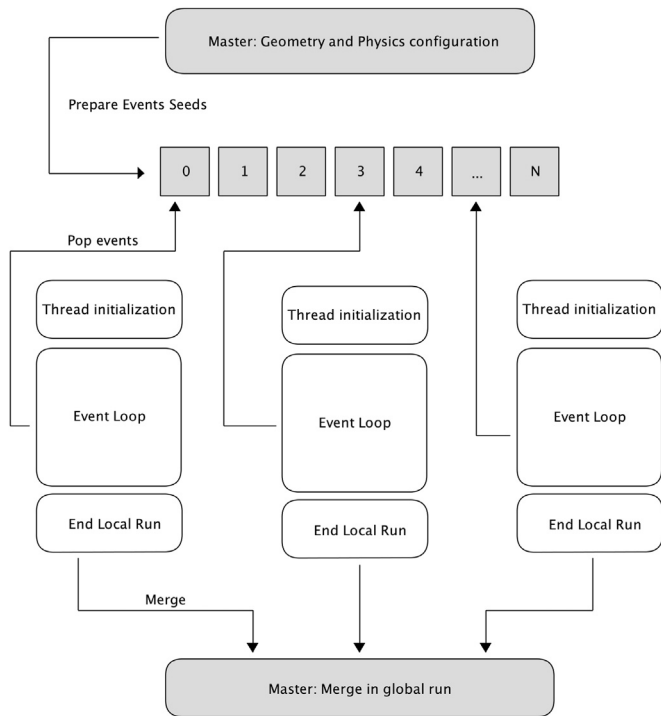 Master: Geometry and Physics configuration
Prepare Events Seeds
0 1 2 3 4 ... N
Pop events
Thread initialization
Thread initialization
Thread initialization
Event Loop
Event Loop
Event Loop
End Local Run
End Local Run
End Local Run
Merge
Master: Merge in global run